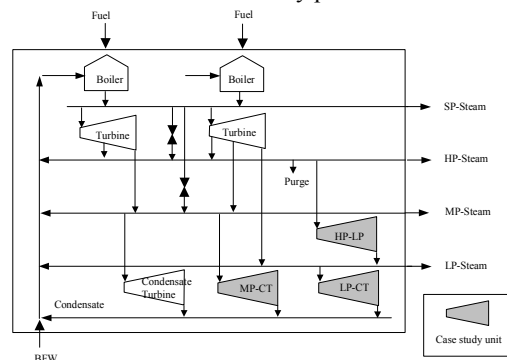 Fuel
Fuel
Boiler
Boiler
SP-Steam
Turbine
Turbine
HP-Steam
Purge
MP-Steam
HP-LP
LP-Steam
Condensate
Turbine
MP-CT
LP-CT
Condensate
Case study unit
BFW